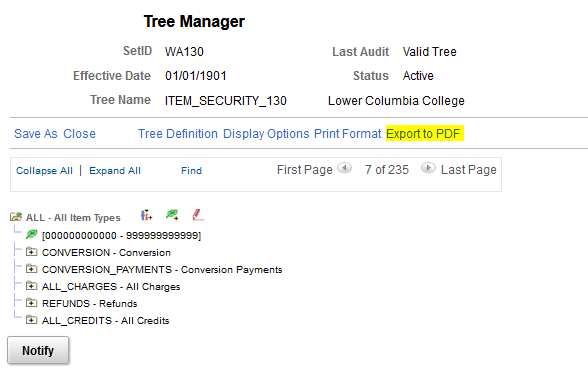 Tree Manager
SetID WA130 Last Audit Valid Tree
Effective Date 01/01/1901 Status Active
Tree Name ITEM_SECURITY_130 Lower Columbia College
Save As Close Tree Definition Display Options Print Format Export to PDF
Collapse All | Expand All Find First Page 7 of 235 Last Page
ALL - All Item Types
[000000000000 - 999999999999]
CONVERSION - Conversion
CONVERSION_PAYMENTS - Conversion Payments
ALL_CHARGES - All Charges
REFUNDS - Refunds
ALL_CREDITS - All Credits
Notify